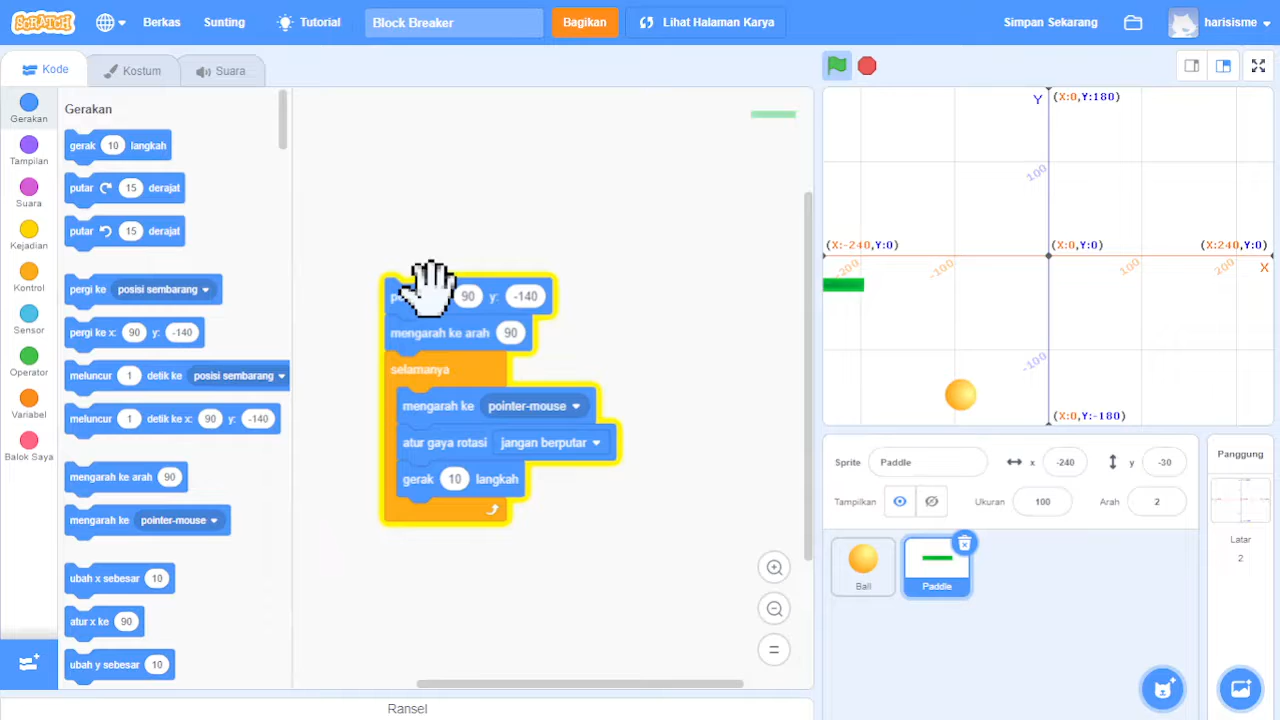 SCRATCH Berkas Sunting Tutorial Block Breaker Bagikan Lihat Halaman Karya Simpan Sekarang harisisme
Kode Kostum Suara
Gerakan
Tampilan
Suara
Kejadian
Kontrol
Sensor
Operator
Variabel
Balok Saya
Gerakan
gerak 10 langkah
putar 15 derajat
putar 15 derajat
pergi ke posisi sembarang
pergi ke x: 90 y: -140
meluncur 1 detik ke posisi sembarang
meluncur 1 detik ke x: 90 y: -140
mengarah ke arah 90
mengarah ke pointer-mouse
ubah x sebesar 10
atur x ke 90
ubah y sebesar 10
90 y: -140
mengarah ke arah 90
selamanya
mengarah ke pointer-mouse
atur gaya rotasi jangan berputar
gerak 10 langkah
Y (X:0,Y:180)
100
(X:-240,Y:0) (X:0,Y:0) (X:240,Y:0)
-200 -100 100 200 X
-100
(X:0,Y:-180)
Sprite Paddle x -240 y -30
Tampilkan Ukuran 100 Arah 2
Ball Paddle
Panggung
Latar
2
Ransel